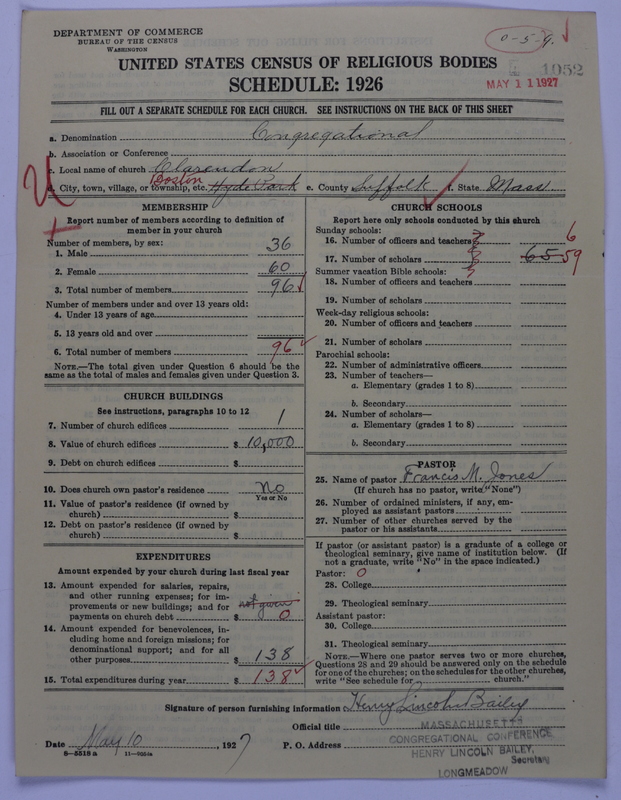 DEPARTMENT OF COMMERCE
BUREAU OF THE CENSUS
WASHINGTON
0-5-9.
1052
MAY 11 1927
UNITED STATES CENSUS OF RELIGIOUS BODIES
SCHEDULE: 1926
FILL OUT A SEPARATE SCHEDULE FOR EACH CHURCH. SEE INSTRUCTIONS ON THE BACK OF THIS SHEET
a. Denomination Congregational
b. Association or Conference
c. Local name of church Clarendon
Boston
d. City, town, village, or township, etc. Hyde Park e. County Suffolk f. State Mass.
MEMBERSHIP
Report number of members according to definition of
member in your church
Number of members, by sex:
1. Male 36
2. Female 60
3. Total number of members 96
Number of members under and over 13 years old:
4. Under 13 years of age
5. 13 years old and over
6. Total number of members 96
NOTE.—The total given under Question 6 should be the
same as the total of males and females given under Question 3.
CHURCH BUILDINGS
See instructions, paragraphs 10 to 12
7. Number of church edifices 1
8. Value of church edifices $ 10,000
9. Debt on church edifices $
10. Does church own pastor's residence No
Yes or No
11. Value of pastor's residence (if owned by
church) $
12. Debt on pastor's residence (if owned by
church) $
EXPENDITURES
Amount expended by your church during last fiscal year
13. Amount expended for salaries, repairs,
and other running expenses; for im-
provements or new buildings; and for
payments on church debt $ not given 0
14. Amount expended for benevolences, in-
cluding home and foreign missions; for
denominational support; and for all
other purposes $ 138
15. Total expenditures during year $ 138
CHURCH SCHOOLS
Report here only schools conducted by this church
Sunday schools:
16. Number of officers and teachers 6
17. Number of scholars 65 59
Summer vacation Bible schools:
18. Number of officers and teachers
19. Number of scholars
Week-day religious schools:
20. Number of officers and teachers
21. Number of scholars
Parochial schools:
22. Number of administrative officers
23. Number of teachers—
a. Elementary (grades 1 to 8)
b. Secondary
24. Number of scholars—
a. Elementary (grades 1 to 8)
b. Secondary
PASTOR
25. Name of pastor Francis M. Jones
(If church has no pastor, write "None")
26. Number of ordained ministers, if any, em-
ployed as assistant pastors
27. Number of other churches served by the
pastor or his assistants
If pastor (or assistant pastor) is a graduate of a college or
theological seminary, give name of institution below. (If
not a graduate, write "No" in the space indicated.)
Pastor: 0
28. College
29. Theological seminary
Assistant pastor:
30. College
31. Theological seminary
NOTE.—Where one pastor serves two or more churches,
Questions 28 and 29 should be answered only on the schedule
for one of the churches; on the schedules for the other churches,
write "See schedule for church."
Signature of person furnishing information Henry Lincoln Bailey
Official title
MASSACHUSETTS
CONGREGATIONAL CONFERENCE
HENRY LINCOLN BAILEY,
Secretary
LONGMEADOW
Date May 10, 1927 P. O. Address
8—5518 a